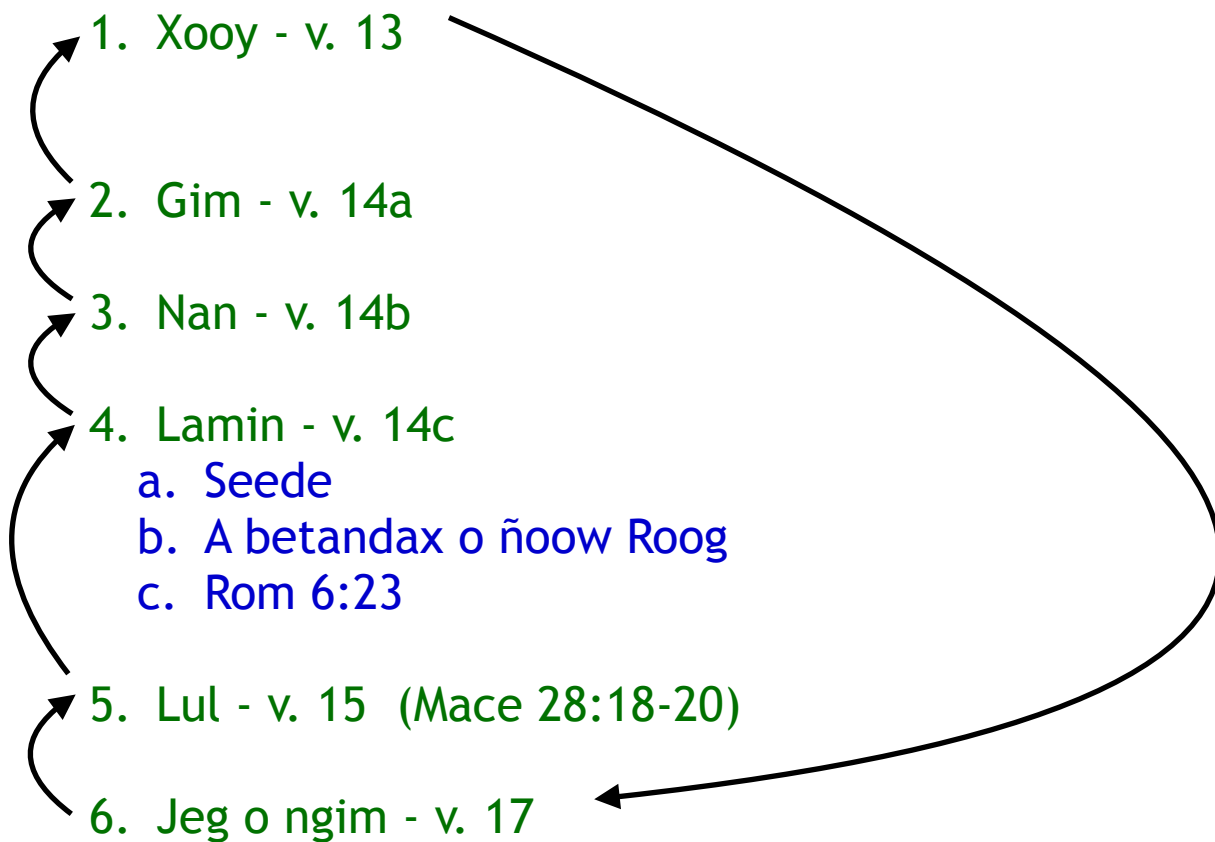 1. Xooy - v. 13
2. Gim - v. 14a
3. Nan - v. 14b
4. Lamin - v. 14c
a. Seede
b. A betandax o ñoow Roog
c. Rom 6:23
5. Lul - v. 15 (Mace 28:18-20)
6. Jeg o ngim - v. 17